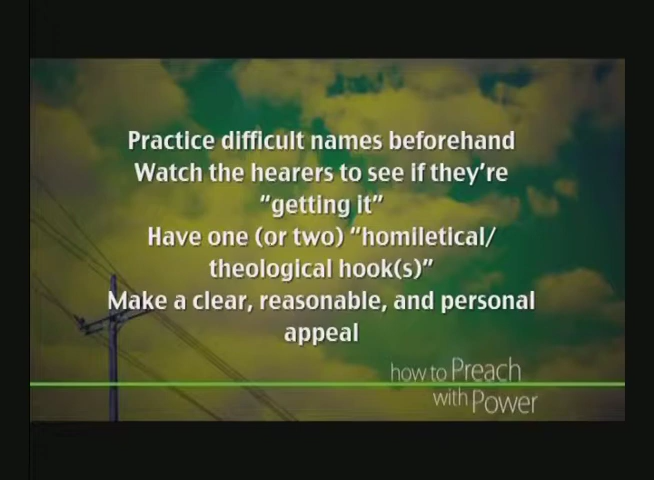 Practice difficult names beforehand
Watch the hearers to see if they're
"getting it"
Have one (or two) "homiletical/
theological hook(s)"
Make a clear, reasonable, and personal
appeal
how to Preach
with Power